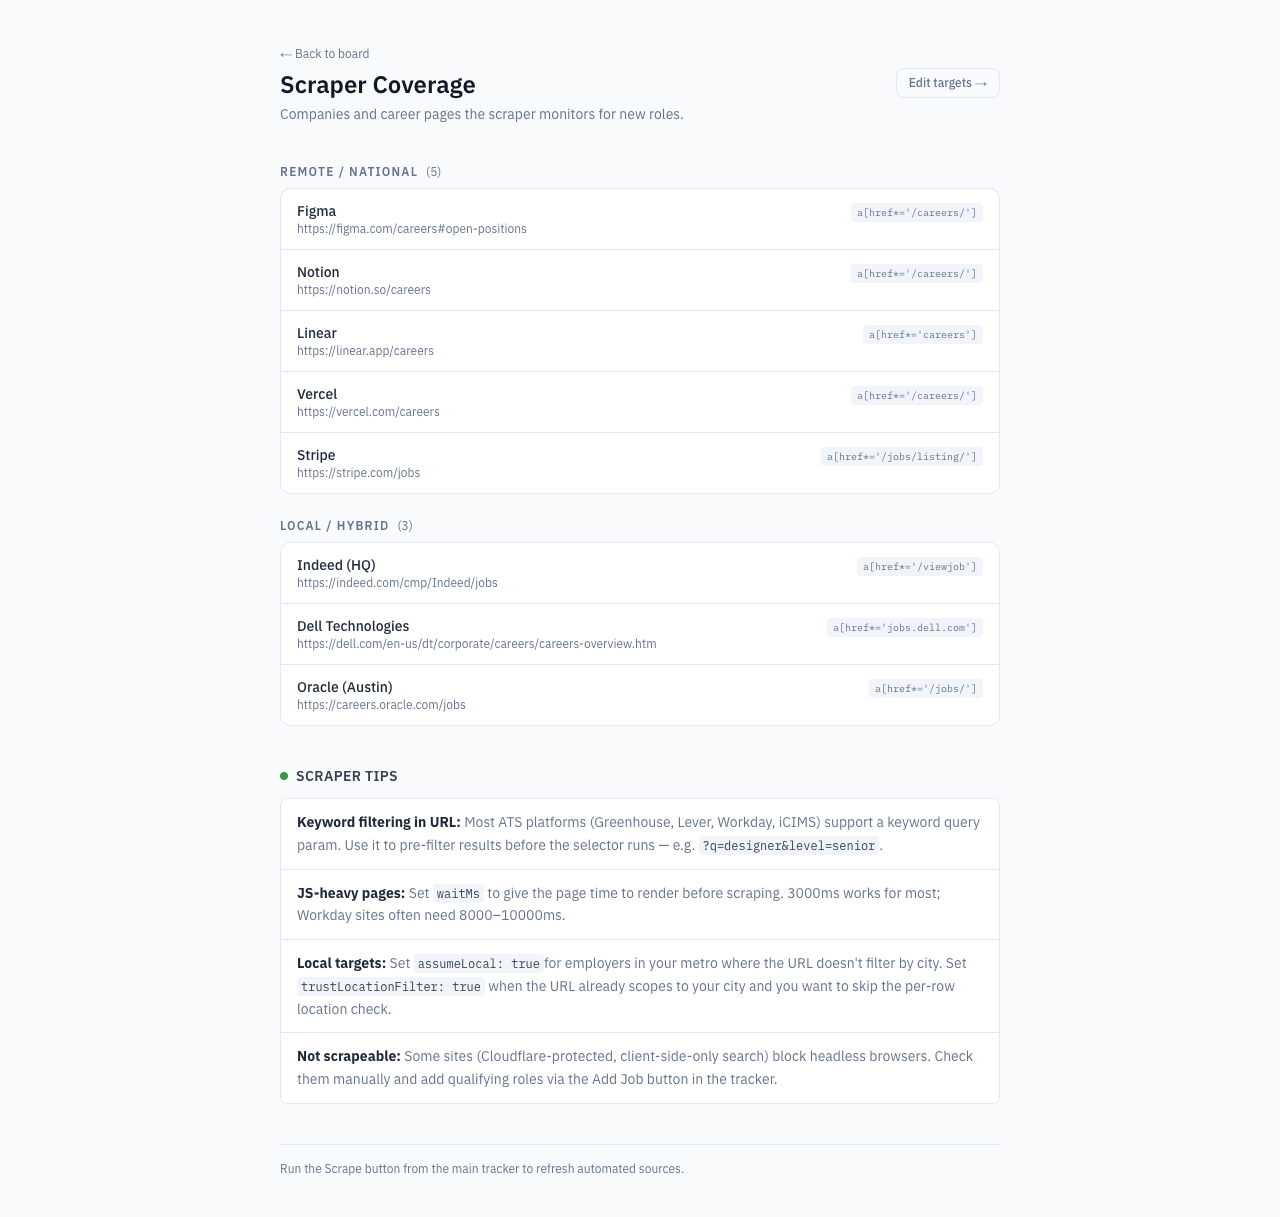 ← Back to board
Scraper Coverage
Edit targets →
Companies and career pages the scraper monitors for new roles.
REMOTE / NATIONAL (5)
Figma
a[href*='/careers/']
https://figma.com/careers#open-positions
Notion
a[href*='/careers/']
https://notion.so/careers
Linear
a[href*='careers']
https://linear.app/careers
Vercel
a[href*='/careers/']
https://vercel.com/careers
Stripe
a[href*='/jobs/listing/']
https://stripe.com/jobs
LOCAL / HYBRID (3)
Indeed (HQ)
a[href*='/viewjob']
https://indeed.com/cmp/Indeed/jobs
Dell Technologies
a[href*='jobs.dell.com']
https://dell.com/en-us/dt/corporate/careers/careers-overview.htm
Oracle (Austin)
a[href*='/jobs/']
https://careers.oracle.com/jobs
SCRAPER TIPS
Keyword filtering in URL: Most ATS platforms (Greenhouse, Lever, Workday, iCIMS) support a keyword query
param. Use it to pre-filter results before the selector runs — e.g. ?q=designer&level=senior.
JS-heavy pages: Set waitMs to give the page time to render before scraping. 3000ms works for most;
Workday sites often need 8000–10000ms.
Local targets: Set assumeLocal: true for employers in your metro where the URL doesn't filter by city. Set
trustLocationFilter: true when the URL already scopes to your city and you want to skip the per-row
location check.
Not scrapeable: Some sites (Cloudflare-protected, client-side-only search) block headless browsers. Check
them manually and add qualifying roles via the Add Job button in the tracker.
Run the Scrape button from the main tracker to refresh automated sources.